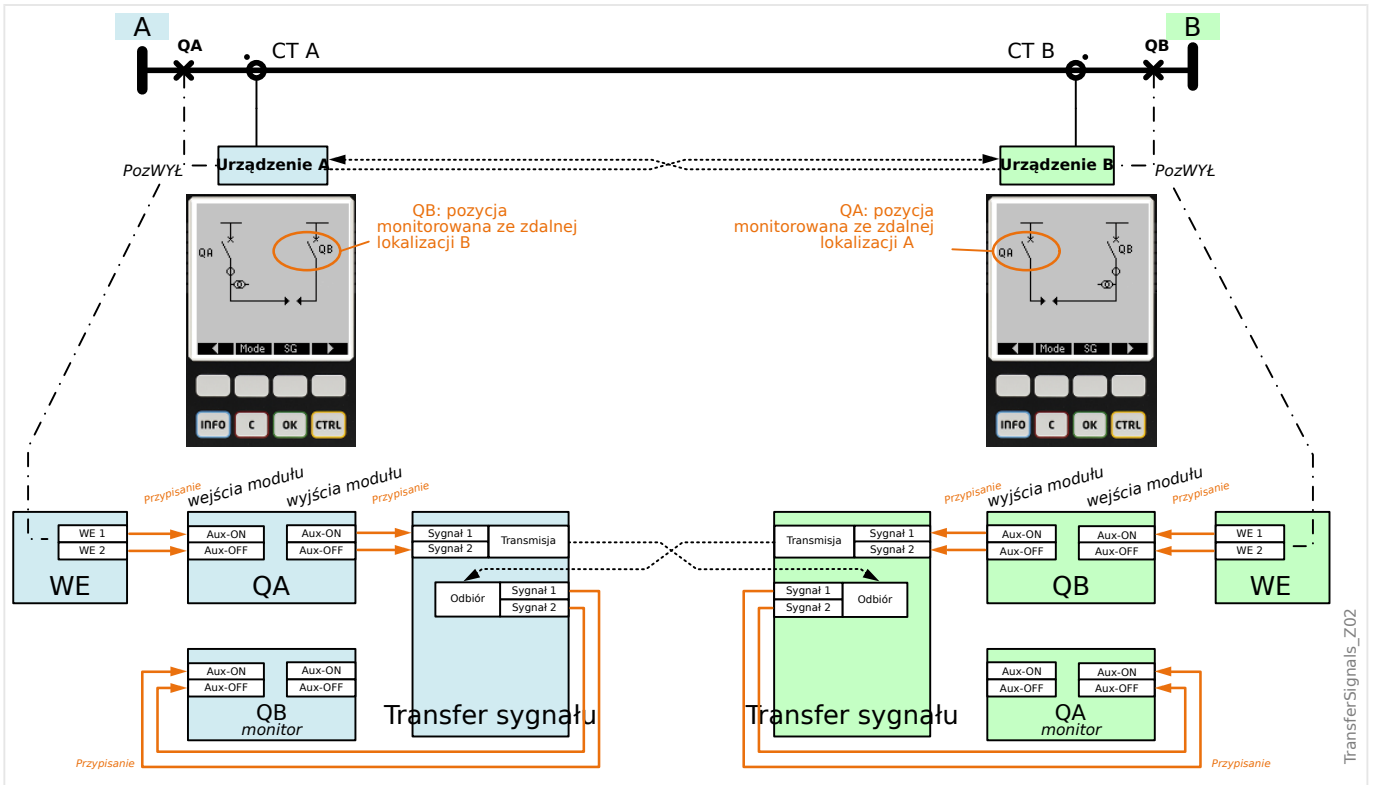 A
B
QA
CT A
CT B
QB
PozWYŁ
Urządzenie A
Urządzenie B
PozWYŁ
QB: pozycja
monitorowana ze zdalnej
lokalizacji B
QA: pozycja
monitorowana ze zdalnej
lokalizacji A
QA
QB
Mode
SG
INFO
C
OK
CTRL
QA
QB
Mode
SG
INFO
C
OK
CTRL
Przypisanie
wejścia modułu
wyjścia modułu
Przypisanie
Przypisanie
wyjścia modułu
wejścia modułu
Przypisanie
WE 1
WE 2
WE
Aux-ON
Aux-OFF
Aux-ON
Aux-OFF
QA
Sygnał 1
Sygnał 2
Transmisja
Odbiór
Sygnał 1
Sygnał 2
Transfer sygnału
Transmisja
Sygnał 1
Sygnał 2
Sygnał 1
Sygnał 2
Odbiór
Transfer sygnału
Aux-ON
Aux-OFF
Aux-ON
Aux-OFF
QB
WE 1
WE 2
WE
Aux-ON
Aux-OFF
Aux-ON
Aux-OFF
QB
monitor
Aux-ON
Aux-OFF
Aux-ON
Aux-OFF
QA
monitor
Przypisanie
Przypisanie
TransferSignals_Z02